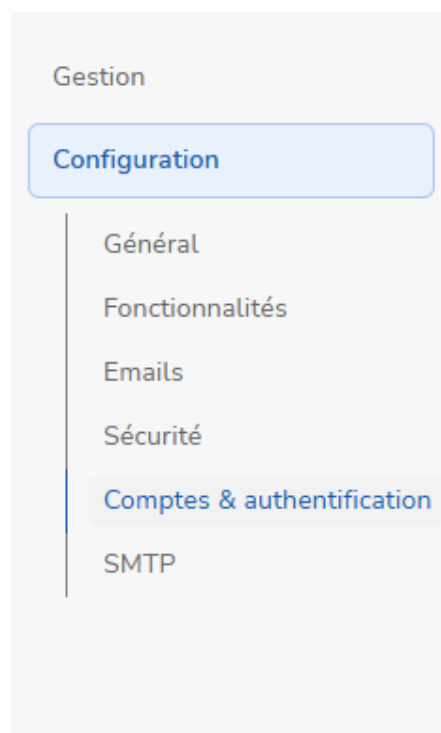 Gestion
Configuration
Général
Fonctionnalités
Emails
Sécurité
Comptes & authentification
SMTP